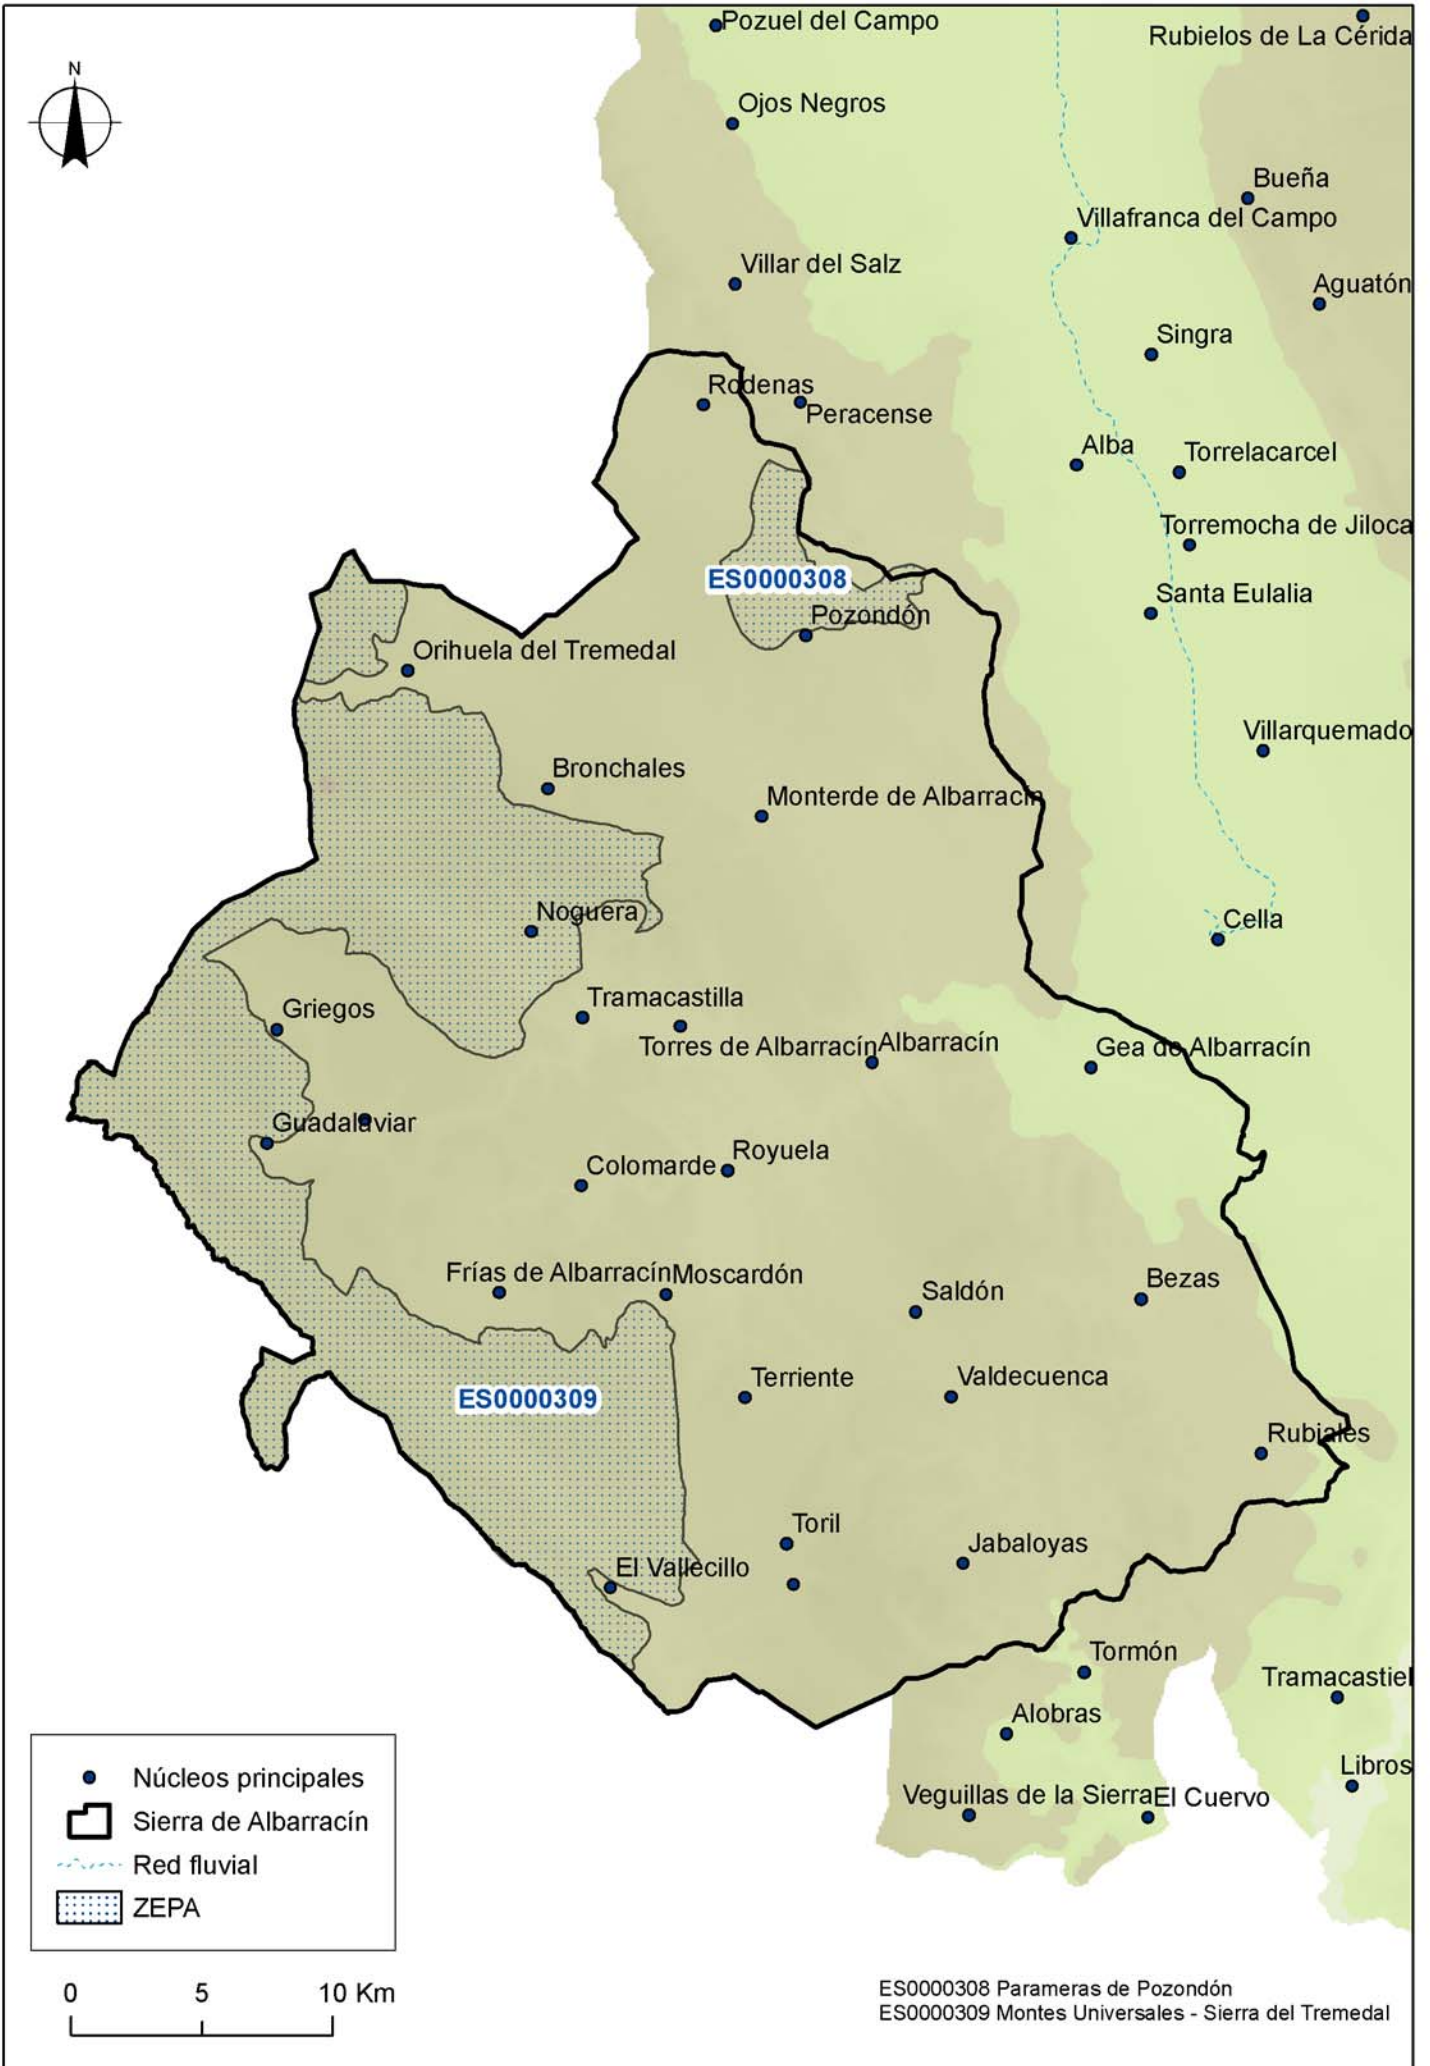 Pozuel del Campo
Rubielos de La Cérida
N
Ojos Negros
Bueña
Villafranca del Campo
Villar del Salz
Aguatón
Singra
Rodenas
Peracense
Alba
Torrelacarcel
Torremocha de Jiloca
ES0000308
Santa Eulalia
Pozondón
Orihuela del Tremedal
Villarquemado
Bronchales
Monterde de Albarracín
Noguera
Cella
Tramacastilla
Griegos
Torres de Albarracín
Albarracín
Gea de Albarracín
Guadalaviar
Royuela
Colomarde
Frías de Albarracín
Moscardón
Bezas
Saldón
Terriente
Valdecuenca
ES0000309
Rubiales
Toril
Jabaloyas
El Vallecillo
Tormón
Tramacastiel
Alobras
Libros
Veguillas de la Sierra
El Cuervo
Núcleos principales
Sierra de Albarracín
Red fluvial
ZEPA
0 5 10 Km
ES0000308 Parameras de Pozondón
ES0000309 Montes Universales - Sierra del Tremedal